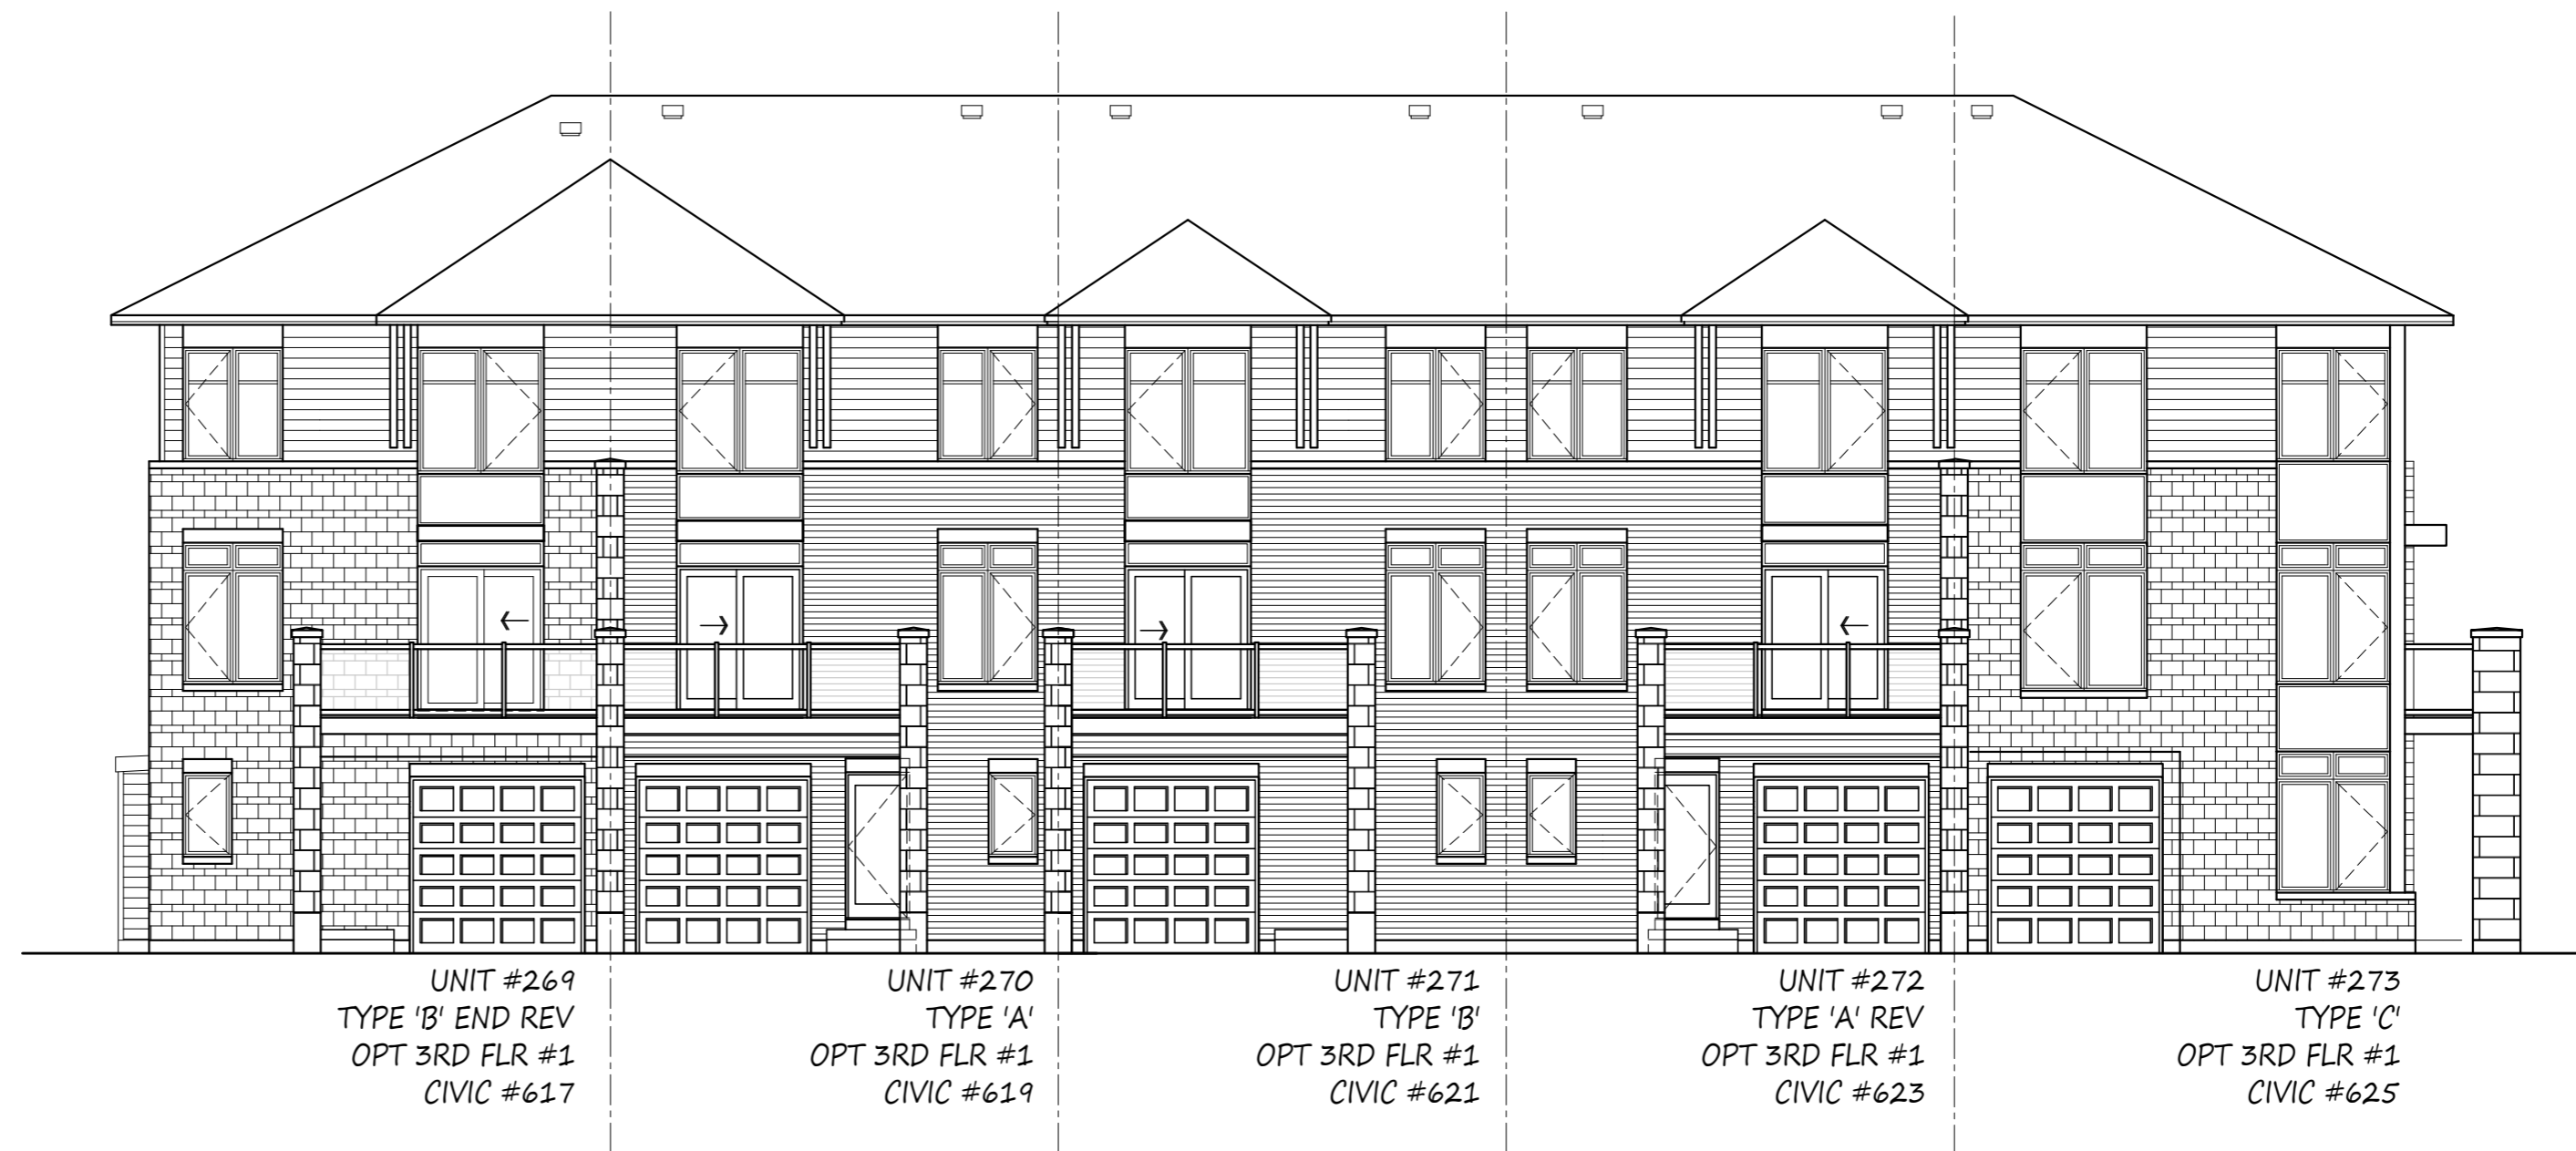 UNIT #269
TYPE 'B' END REV
OPT 3RD FLR #1
CIVIC #617
UNIT #270
TYPE 'A'
OPT 3RD FLR #1
CIVIC #619
UNIT #271
TYPE 'B'
OPT 3RD FLR #1
CIVIC #621
UNIT #272
TYPE 'A' REV
OPT 3RD FLR #1
CIVIC #623
UNIT #273
TYPE 'C'
OPT 3RD FLR #1
CIVIC #625